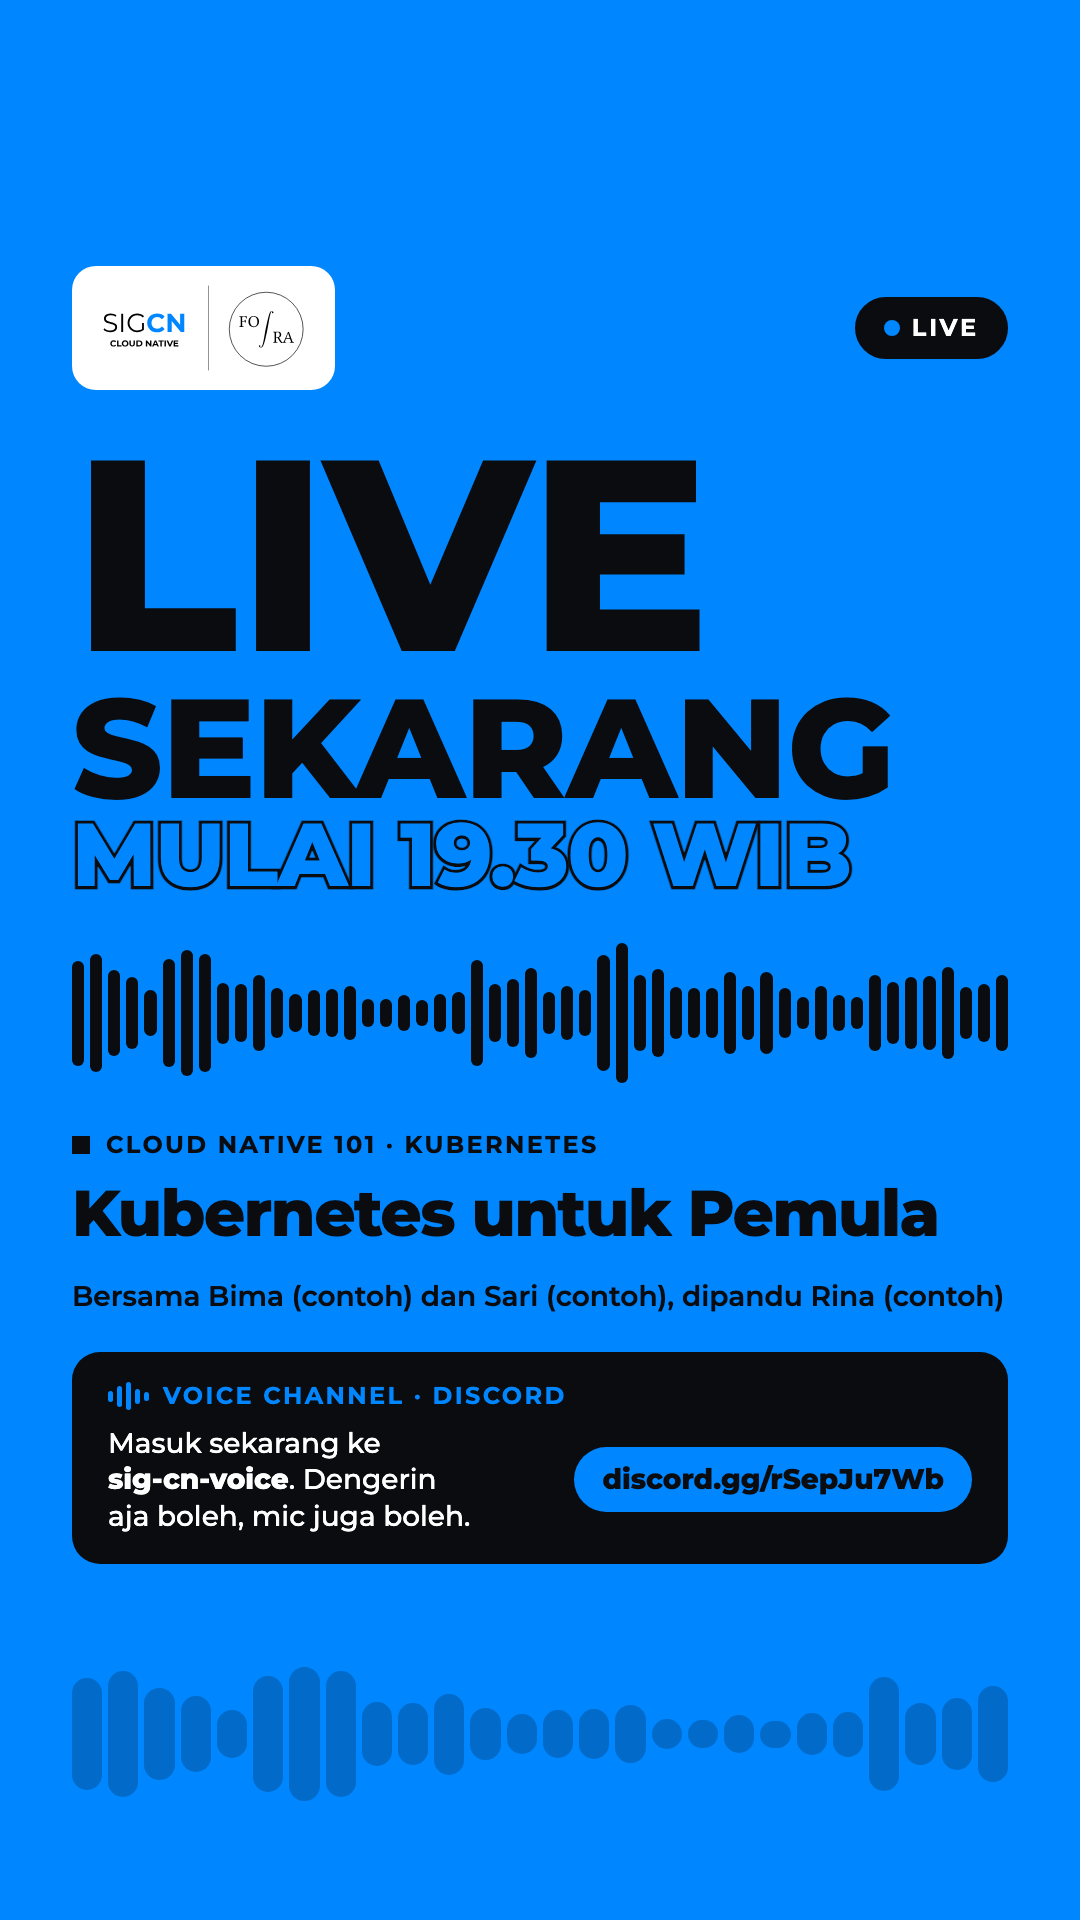 SIGCN
CLOUD NATIVE
FO
RA
LIVE
LIVE
SEKARANG
MULAI 19.30 WIB
CLOUD NATIVE 101 · KUBERNETES
Kubernetes untuk Pemula
Bersama Bima (contoh) dan Sari (contoh), dipandu Rina (contoh)
VOICE CHANNEL · DISCORD
Masuk sekarang ke
sig-cn-voice. Dengerin
aja boleh, mic juga boleh.
discord.gg/rSepJu7Wb